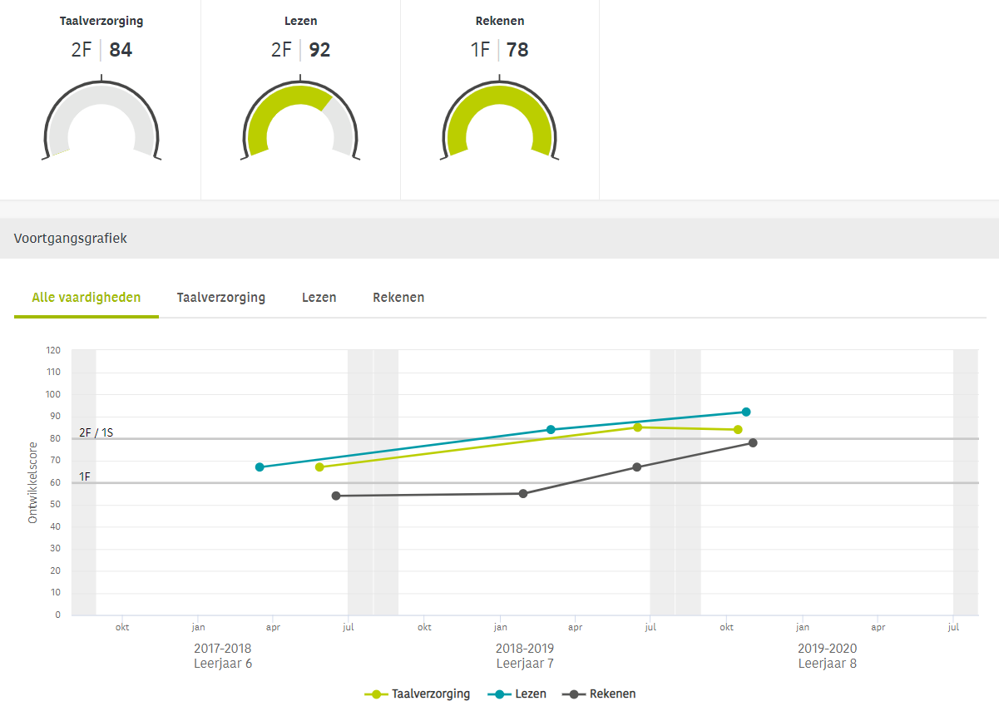 Taalverzorging
2F | 84
Lezen
2F | 92
Rekenen
1F | 78
Voortgangsgrafiek
Alle vaardigheden Taalverzorging Lezen Rekenen
Ontwikkelscore
120
110
100
90
2F / 1S
80
70
1F
60
50
40
30
20
10
0
okt jan apr jul okt jan apr jul okt jan apr jul
2017-2018 2018-2019 2019-2020
Leerjaar 6 Leerjaar 7 Leerjaar 8
Taalverzorging Lezen Rekenen